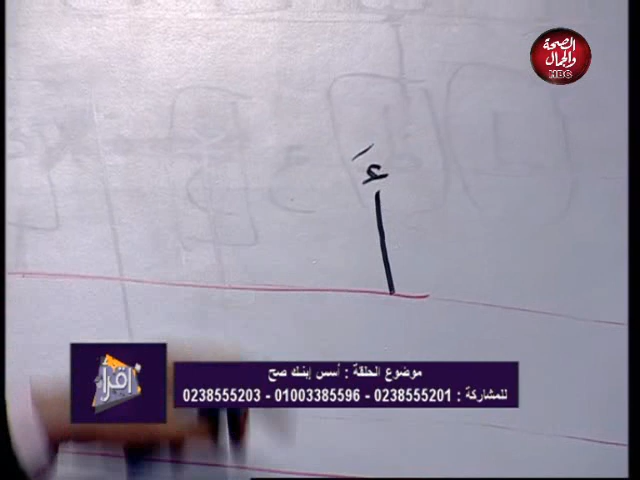 الصحة
والجمال
HBC
أَ
اقرأ
موضوع الحلقة : أسس إبنك صح
للمشاركة : 0238555201 - 01003385596 - 0238555203